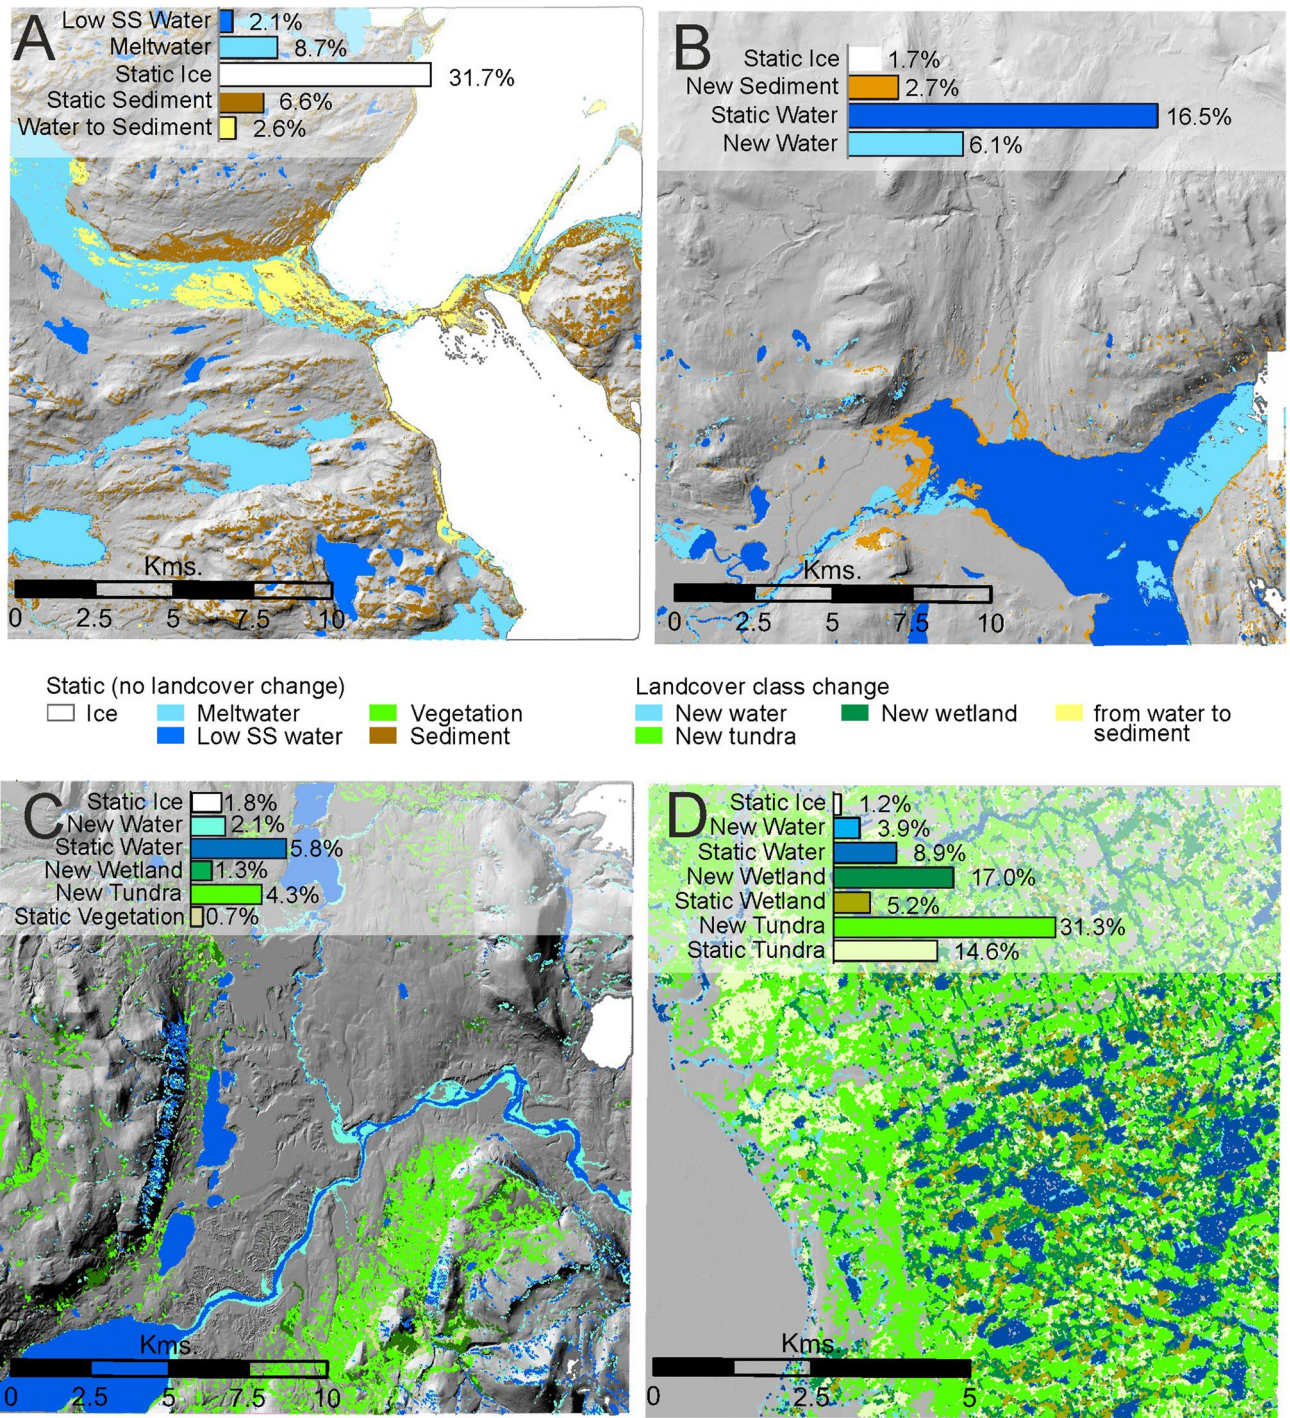 A
Low SS Water 2.1%
Meltwater 8.7%
Static Ice 31.7%
Static Sediment 6.6%
Water to Sediment 2.6%
Kms.
0 2.5 5 7.5 10
B
Static Ice 1.7%
New Sediment 2.7%
Static Water 16.5%
New Water 6.1%
Kms.
0 2.5 5 7.5 10
Static (no landcover change)
Ice Meltwater Vegetation
Low SS water Sediment
Landcover class change
New water New wetland from water to
New tundra sediment
C
Static Ice 1.8%
New Water 2.1%
Static Water 5.8%
New Wetland 1.3%
New Tundra 4.3%
Static Vegetation 0.7%
Kms.
0 2.5 5 7.5 10
D
Static Ice 1.2%
New Water 3.9%
Static Water 8.9%
New Wetland 17.0%
Static Wetland 5.2%
New Tundra 31.3%
Static Tundra 14.6%
Kms.
0 2.5 5